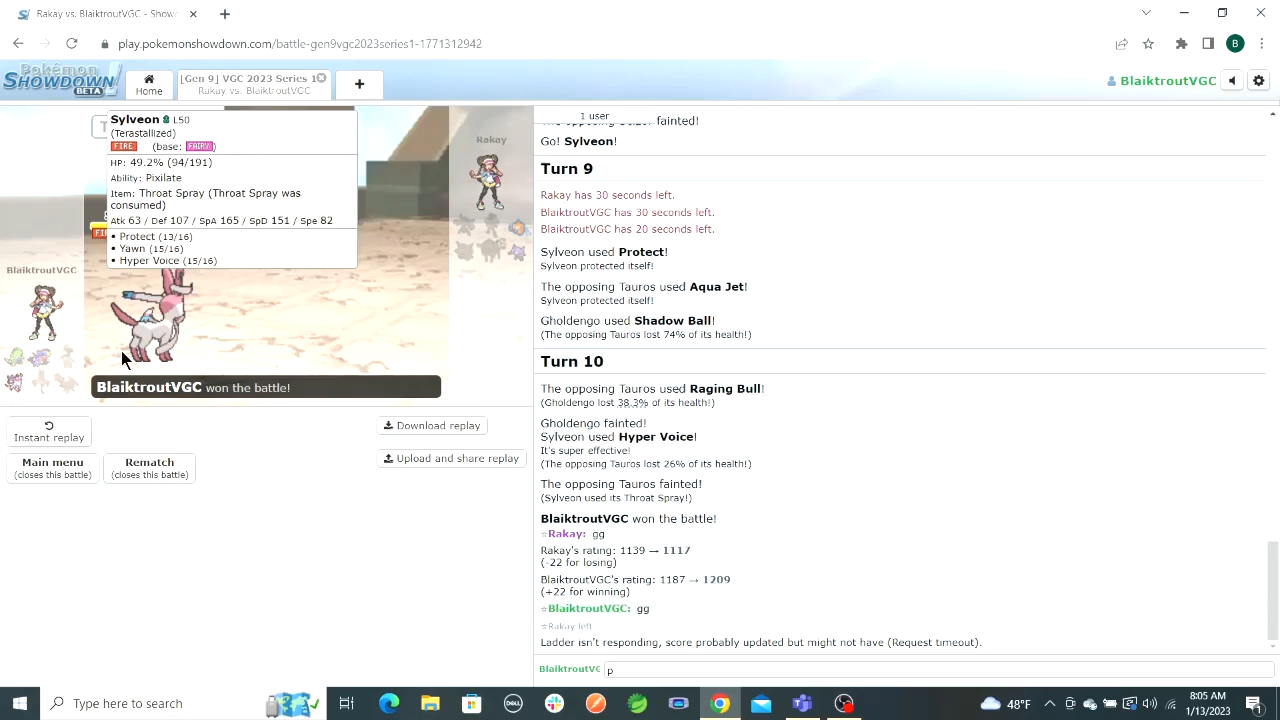 Rakay vs. BlaiktroutVGC - Show
play.pokemonshowdown.com/battle-gen9vgc2023series1-1771312942
B
Pokémon
SHOWDOWN
BETA
Home
[Gen 9] VGC 2023 Series 1
Rakay vs. BlaiktroutVGC
+
BlaiktroutVGC
Sylveon L50
(Terastallized)
FIRE (base: FAIRY)
HP: 49.2% (94/191)
Ability: Pixilate
Item: Throat Spray (Throat Spray was
consumed)
Atk 63 / Def 107 / SpA 165 / SpD 151 / Spe 82
• Protect (13/16)
• Yawn (15/16)
• Hyper Voice (15/16)
Rakay
BlaiktroutVGC
BlaiktroutVGC won the battle!
Instant replay
Download replay
Upload and share replay
Main menu
(closes this battle)
Rematch
(closes this battle)
1 user
fainted!
Go! Sylveon!
Turn 9
Rakay has 30 seconds left.
BlaiktroutVGC has 30 seconds left.
BlaiktroutVGC has 20 seconds left.
Sylveon used Protect!
Sylveon protected itself!
The opposing Tauros used Aqua Jet!
Sylveon protected itself!
Gholdengo used Shadow Ball!
(The opposing Tauros lost 74% of its health!)
Turn 10
The opposing Tauros used Raging Bull!
(Gholdengo lost 38.3% of its health!)
Gholdengo fainted!
Sylveon used Hyper Voice!
It's super effective!
(The opposing Tauros lost 26% of its health!)
The opposing Tauros fainted!
(Sylveon used its Throat Spray!)
BlaiktroutVGC won the battle!
☆Rakay: gg
Rakay's rating: 1139 → 1117
(-22 for losing)
BlaiktroutVGC's rating: 1187 → 1209
(+22 for winning)
☆BlaiktroutVGC: gg
☆Rakay left
Ladder isn't responding, score probably updated but might not have (Request timeout).
BlaiktroutVC p
Type here to search
DELL
48°F
8:05 AM
1/13/2023